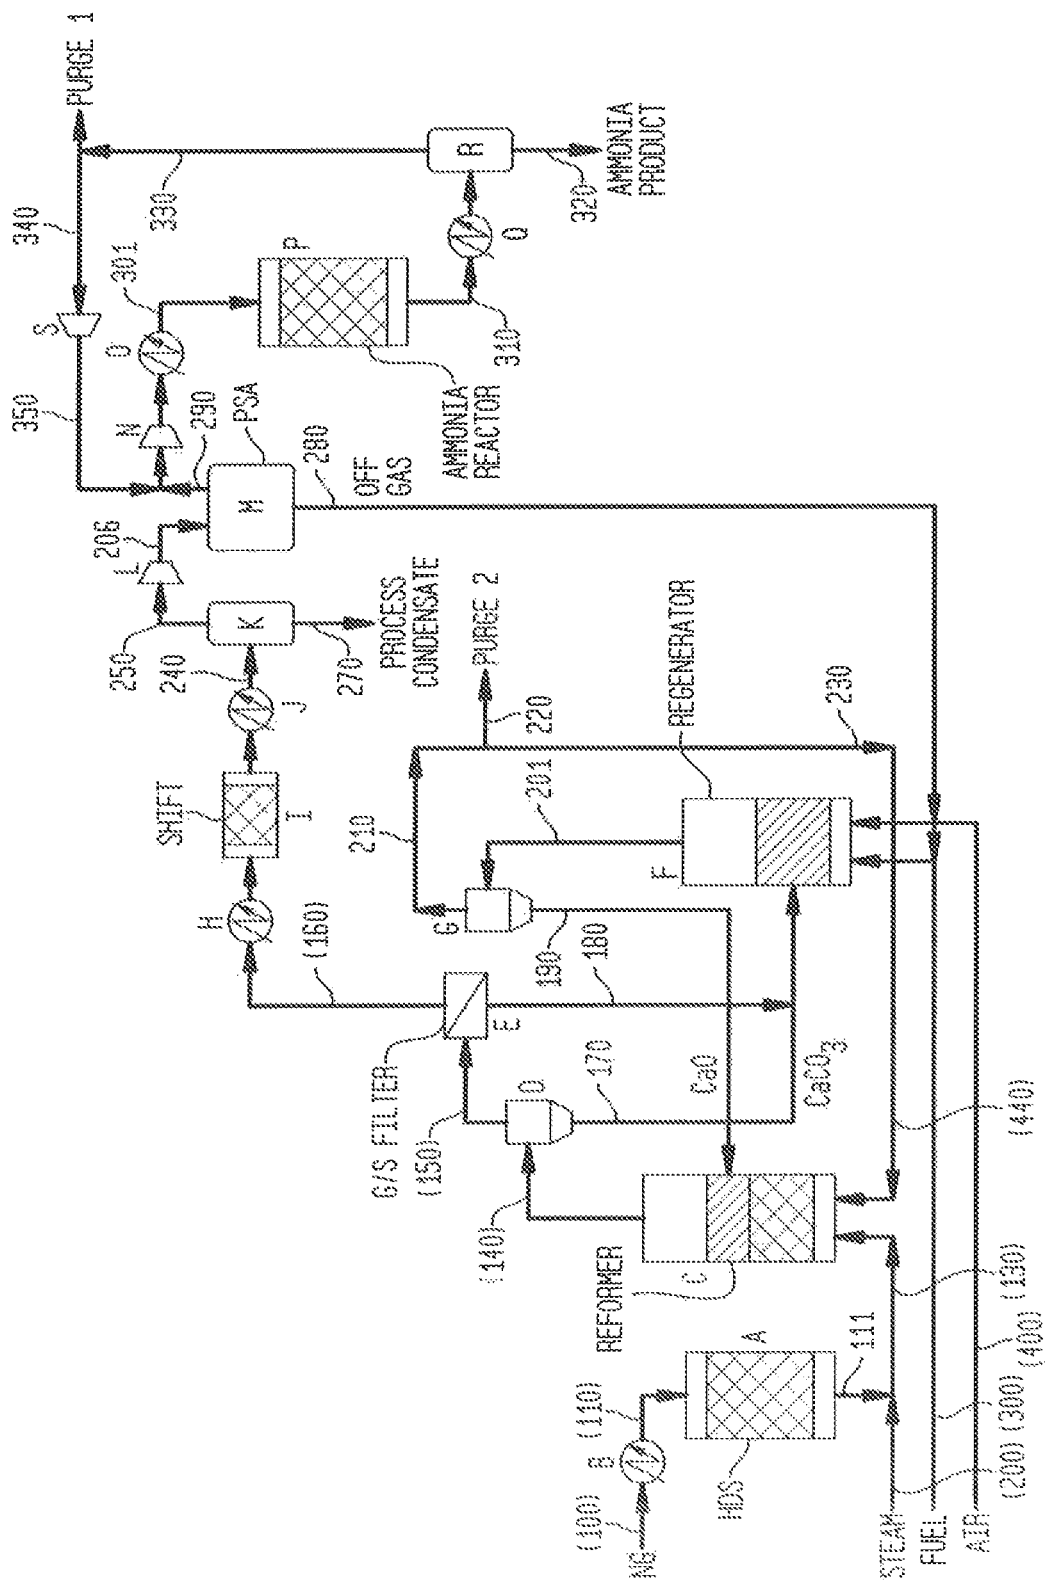 PURGE 1
340
330
350
S
301
O
N
290
PSA
M
P
AMMONIA
REACTOR
310
Q
R
320
AMMONIA
PRODUCT
206
L
280
OFF
GAS
250
240
K
270
PROCESS
CONDENSATE
J
SHIFT
I
H
(160)
210
PURGE 2
220
201
REGENERATOR
230
G
190
F
180
G/S FILTER
E
(150)
D
170
CaO
CaCO3
(440)
(140)
REFORMER
C
(130)
(110)
A
111
B
(100)
NG
HDS
(400)
(300)
(200)
STEAM
FUEL
AIR